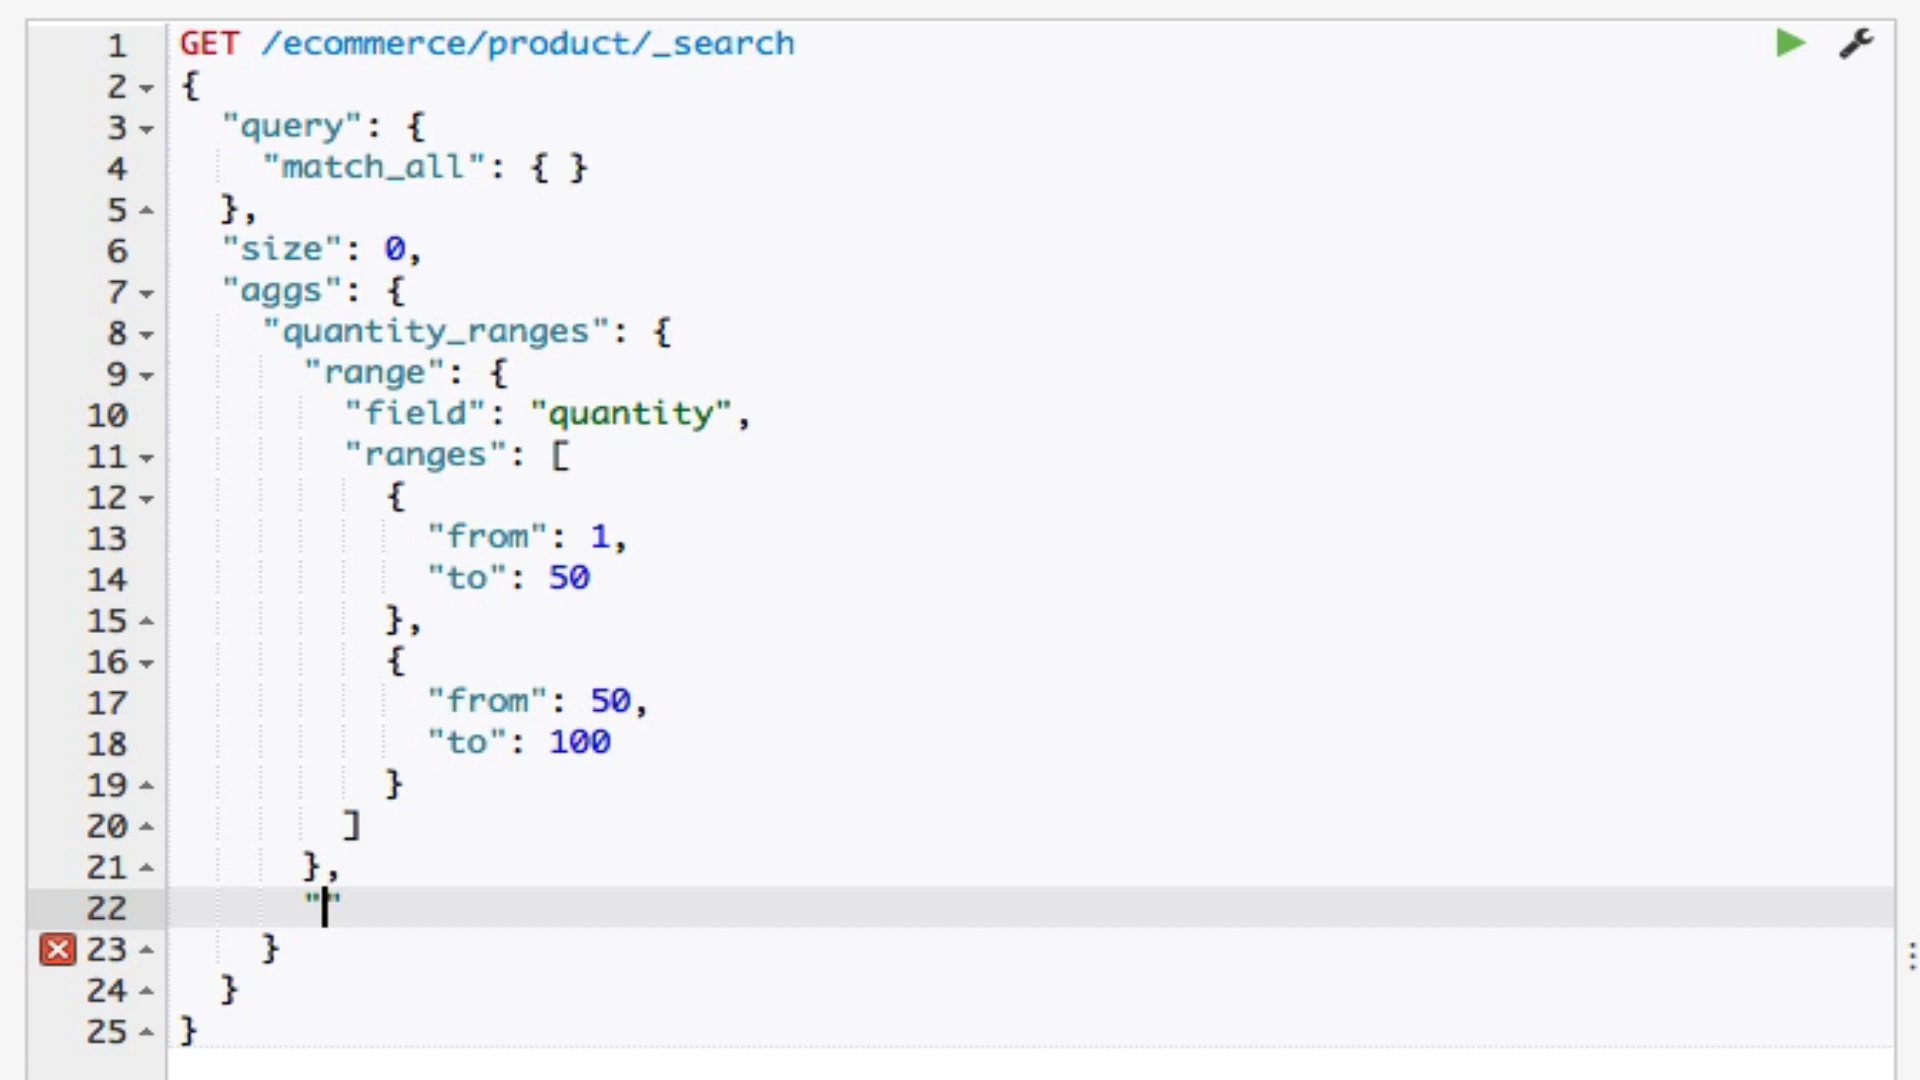 1 GET /ecommerce/product/_search
2 {
3 "query": {
4 "match_all": { }
5 },
6 "size": 0,
7 "aggs": {
8 "quantity_ranges": {
9 "range": {
10 "field": "quantity",
11 "ranges": [
12 {
13 "from": 1,
14 "to": 50
15 },
16 {
17 "from": 50,
18 "to": 100
19 }
20 ]
21 },
22 ""
23 }
24 }
25 }